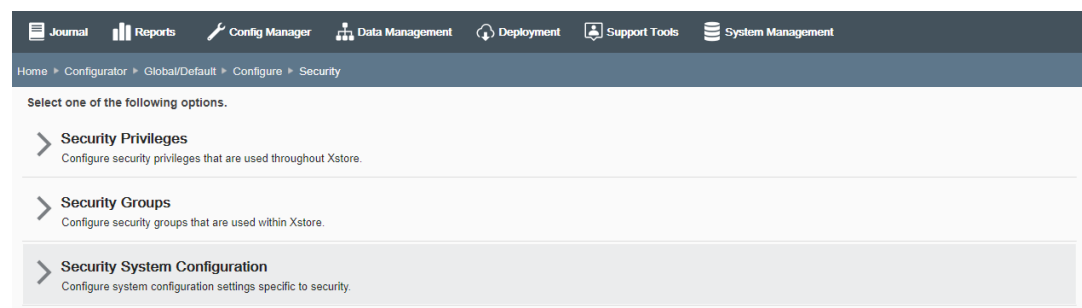 Journal Reports Config Manager Data Management Deployment Support Tools System Management
Home Configurator Global/Default Configure Security
Select one of the following options.
Security Privileges
Configure security privileges that are used throughout Xstore.
Security Groups
Configure security groups that are used within Xstore.
Security System Configuration
Configure system configuration settings specific to security.